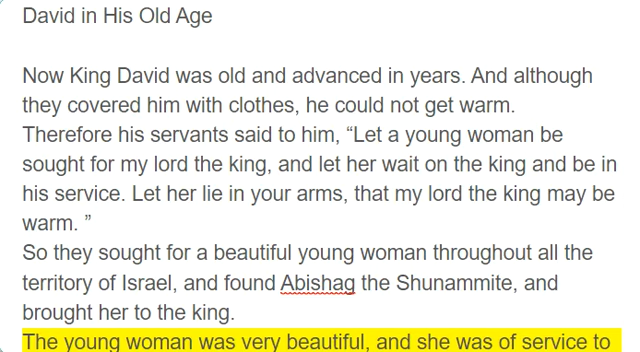 David in His Old Age
Now King David was old and advanced in years. And although
they covered him with clothes, he could not get warm.
Therefore his servants said to him, “Let a young woman be
sought for my lord the king, and let her wait on the king and be in
his service. Let her lie in your arms, that my lord the king may be
warm. ”
So they sought for a beautiful young woman throughout all the
territory of Israel, and found Abishag the Shunammite, and
brought her to the king.
The young woman was very beautiful, and she was of service to